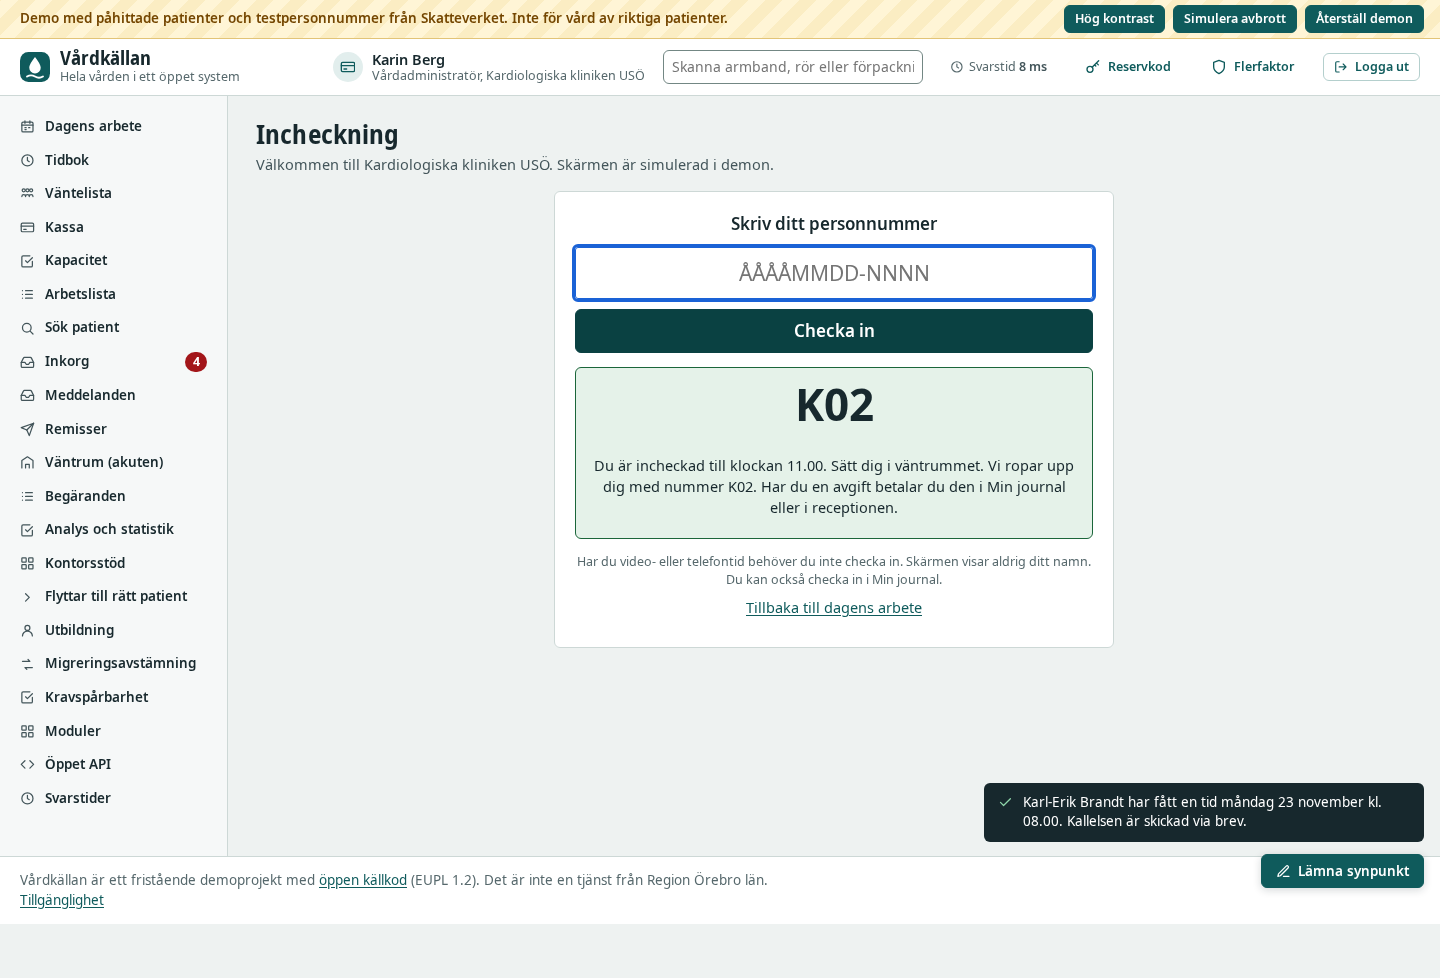 Demo med påhittade patienter och testpersonnummer från Skatteverket. Inte för vård av riktiga patienter.
Hög kontrast
Simulera avbrott
Återställ demon
Vårdkällan
Hela vården i ett öppet system
Karin Berg
Vårdadministratör, Kardiologiska kliniken USÖ
Skanna armband, rör eller förpackni
Svarstid 8 ms
Reservkod
Flerfaktor
Logga ut
Dagens arbete
Tidbok
Väntelista
Kassa
Kapacitet
Arbetslista
Sök patient
Inkorg
4
Meddelanden
Remisser
Väntrum (akuten)
Begäranden
Analys och statistik
Kontorsstöd
Flyttar till rätt patient
Utbildning
Migreringsavstämning
Kravspårbarhet
Moduler
Öppet API
Svarstider
Incheckning
Välkommen till Kardiologiska kliniken USÖ. Skärmen är simulerad i demon.
Skriv ditt personnummer
ÅÅÅÅMMDD-NNNN
Checka in
K02
Du är incheckad till klockan 11.00. Sätt dig i väntrummet. Vi ropar upp
dig med nummer K02. Har du en avgift betalar du den i Min journal
eller i receptionen.
Har du video- eller telefontid behöver du inte checka in. Skärmen visar aldrig ditt namn.
Du kan också checka in i Min journal.
Tillbaka till dagens arbete
Karl-Erik Brandt har fått en tid måndag 23 november kl.
08.00. Kallelsen är skickad via brev.
Lämna synpunkt
Vårdkällan är ett fristående demoprojekt med öppen källkod (EUPL 1.2). Det är inte en tjänst från Region Örebro län.
Tillgänglighet